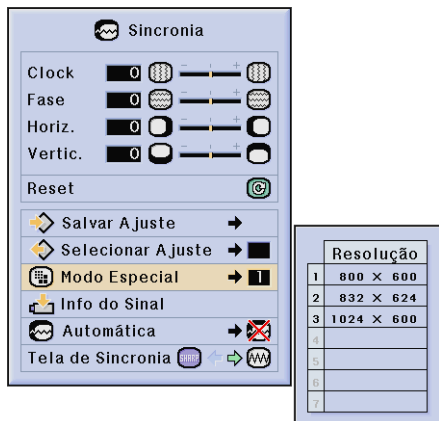 Sincronia
Clock 0 - +
Fase 0 - +
Horiz. 0 - +
Vertic. 0 - +
Reset
Salvar Ajuste
Selecionar Ajuste
Modo Especial 1
Info do Sinal
Automática
Tela de Sincronia SHARP
Resolução
1 800 × 600
2 832 × 624
3 1024 × 600
4
5
6
7